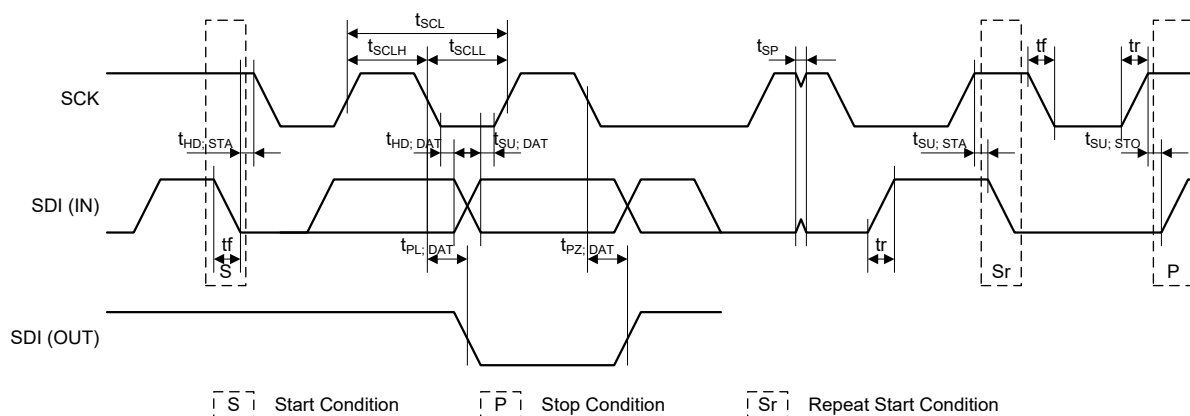 tSCL
tSCLH tSCLL tSP tf tr
SCK
tHD; STA tHD; DAT tSU; DAT tSU; STA tSU; STO
SDI (IN)
tf tPL; DAT tPZ; DAT tr
S Sr P
SDI (OUT)
S Start Condition P Stop Condition Sr Repeat Start Condition